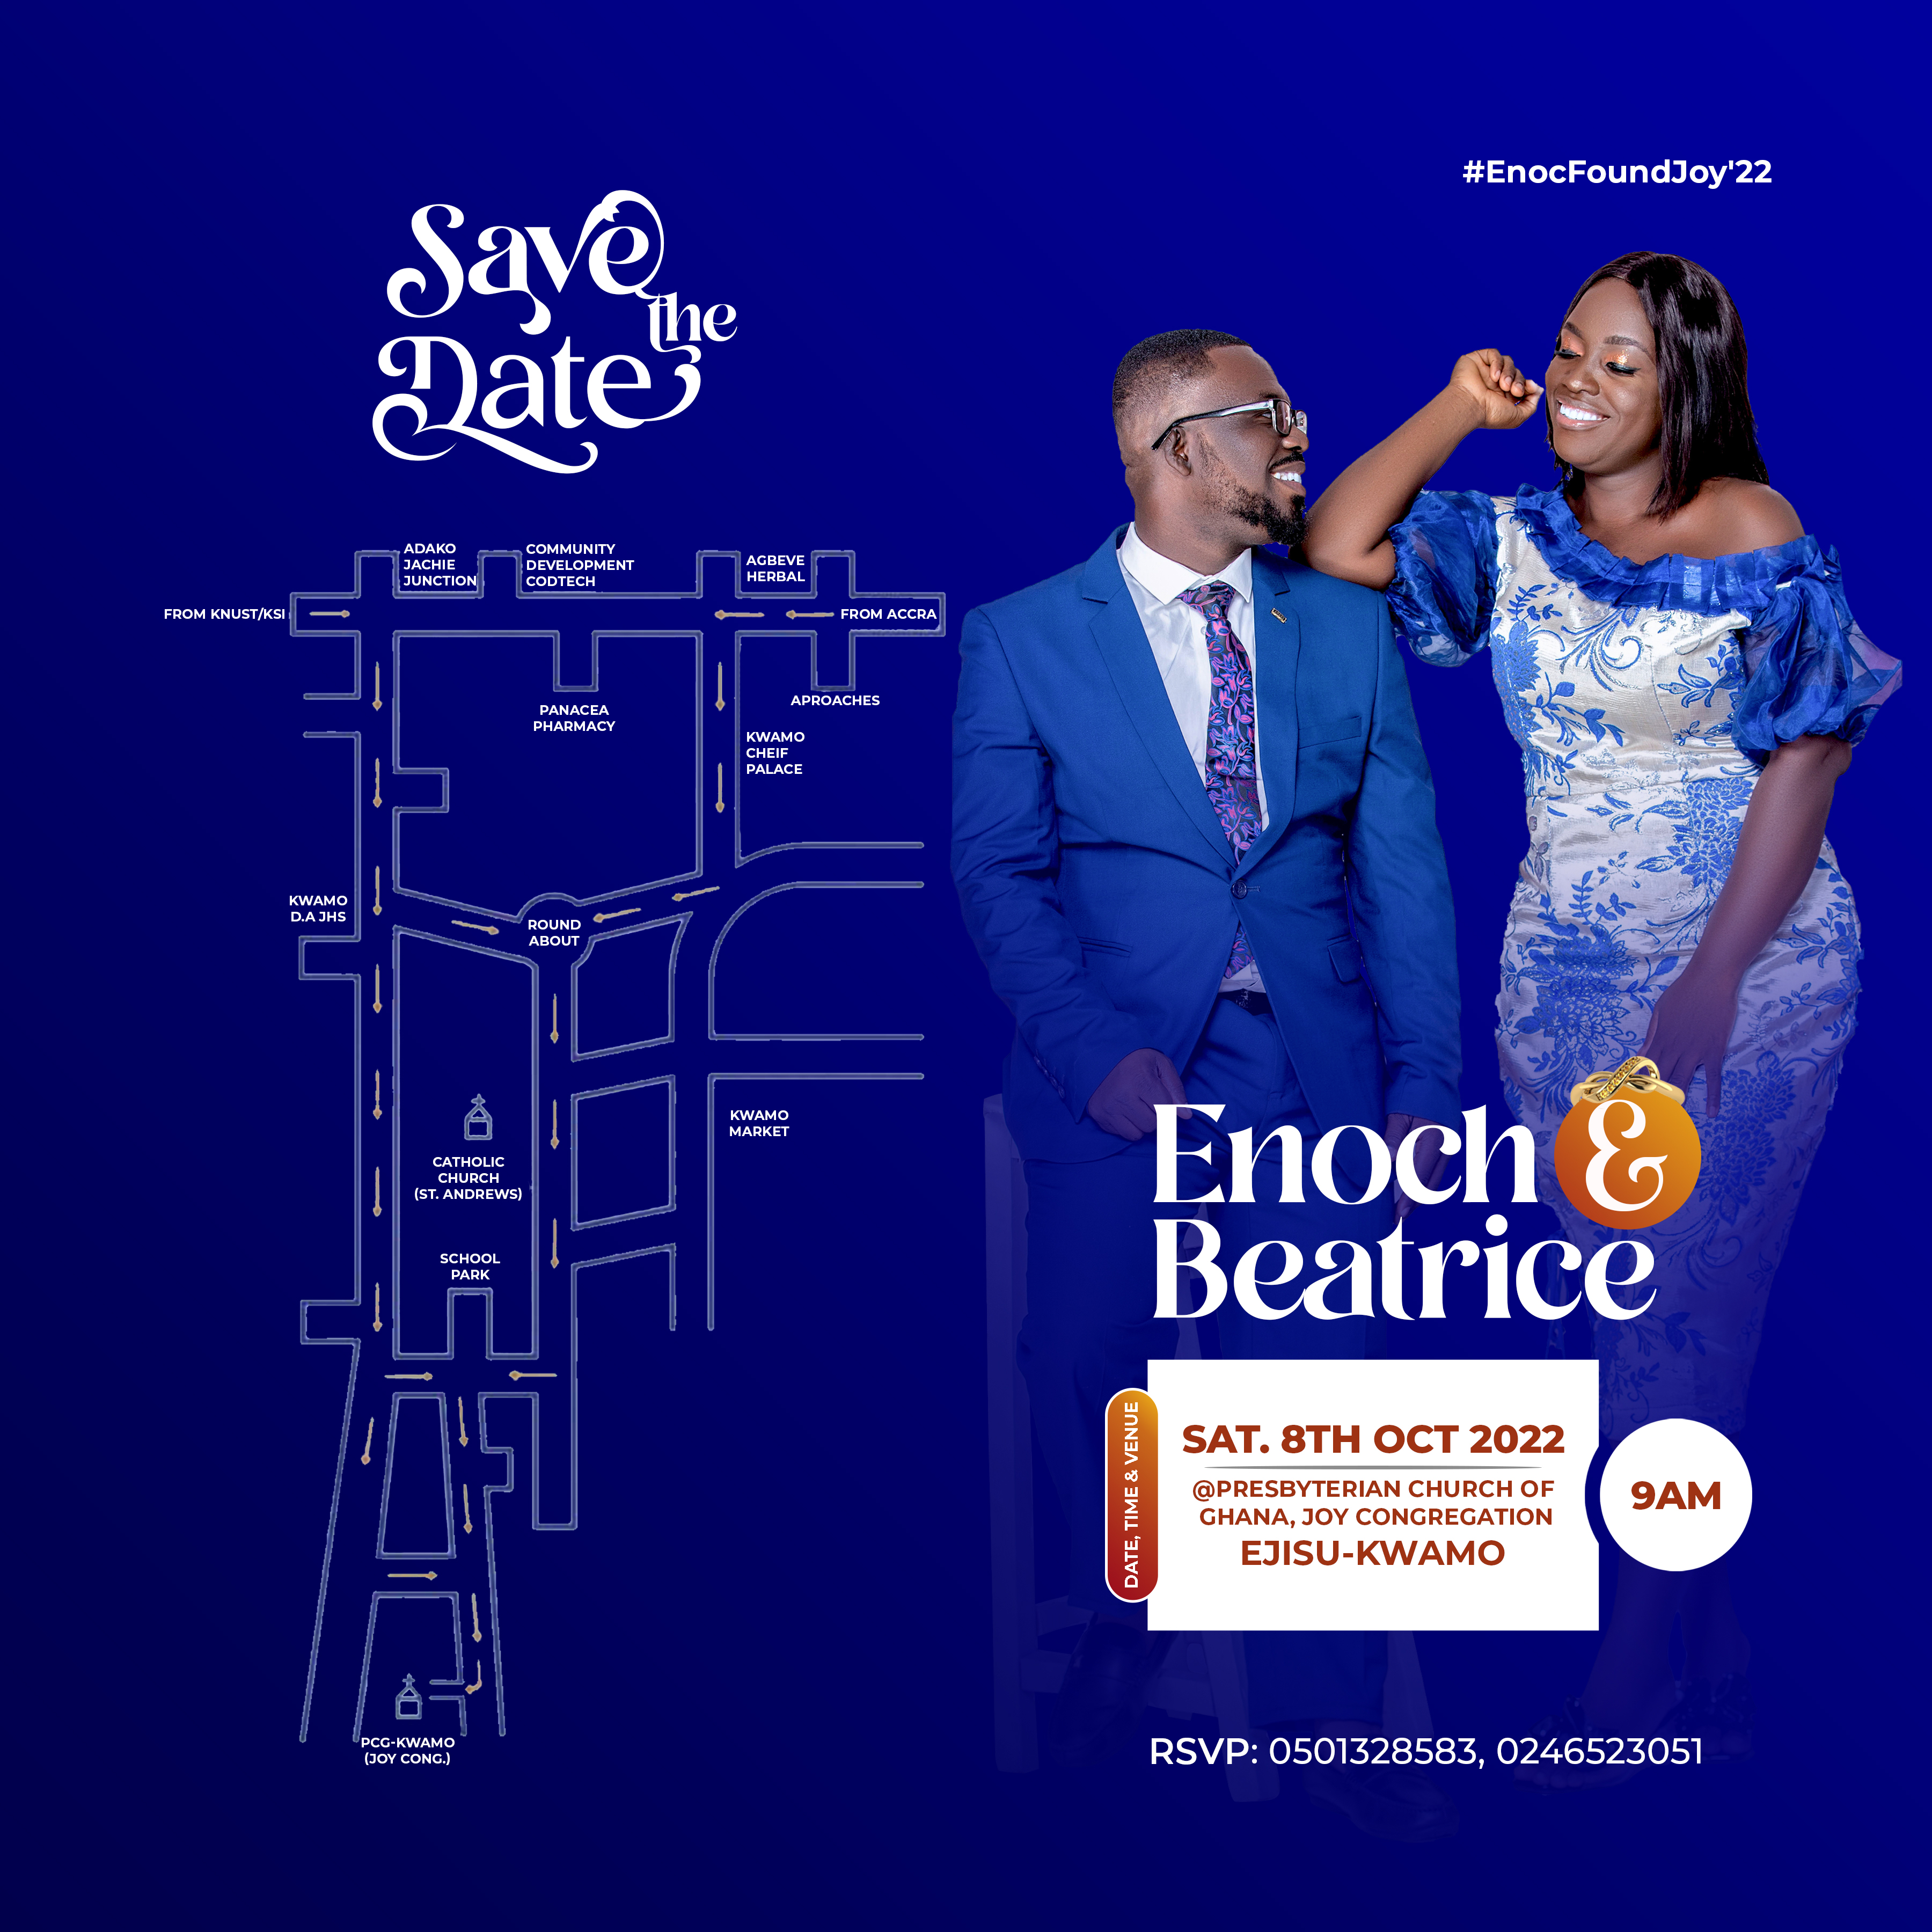 #EnocFoundJoy'22
Save
the
Date
ADAKO
JACHIE
JUNCTION
COMMUNITY
DEVELOPMENT
CODTECH
AGBEVE
HERBAL
FROM KNUST/KSI
FROM ACCRA
APROACHES
PANACEA
PHARMACY
KWAMO
CHEIF
PALACE
KWAMO
D.A JHS
ROUND
ABOUT
KWAMO
MARKET
CATHOLIC
CHURCH
(ST. ANDREWS)
SCHOOL
PARK
PCG-KWAMO
(JOY CONG.)
Enoch &
Beatrice
DATE, TIME & VENUE
SAT. 8TH OCT 2022
@PRESBYTERIAN CHURCH OF
GHANA, JOY CONGREGATION
EJISU-KWAMO
9AM
RSVP: 0501328583, 0246523051